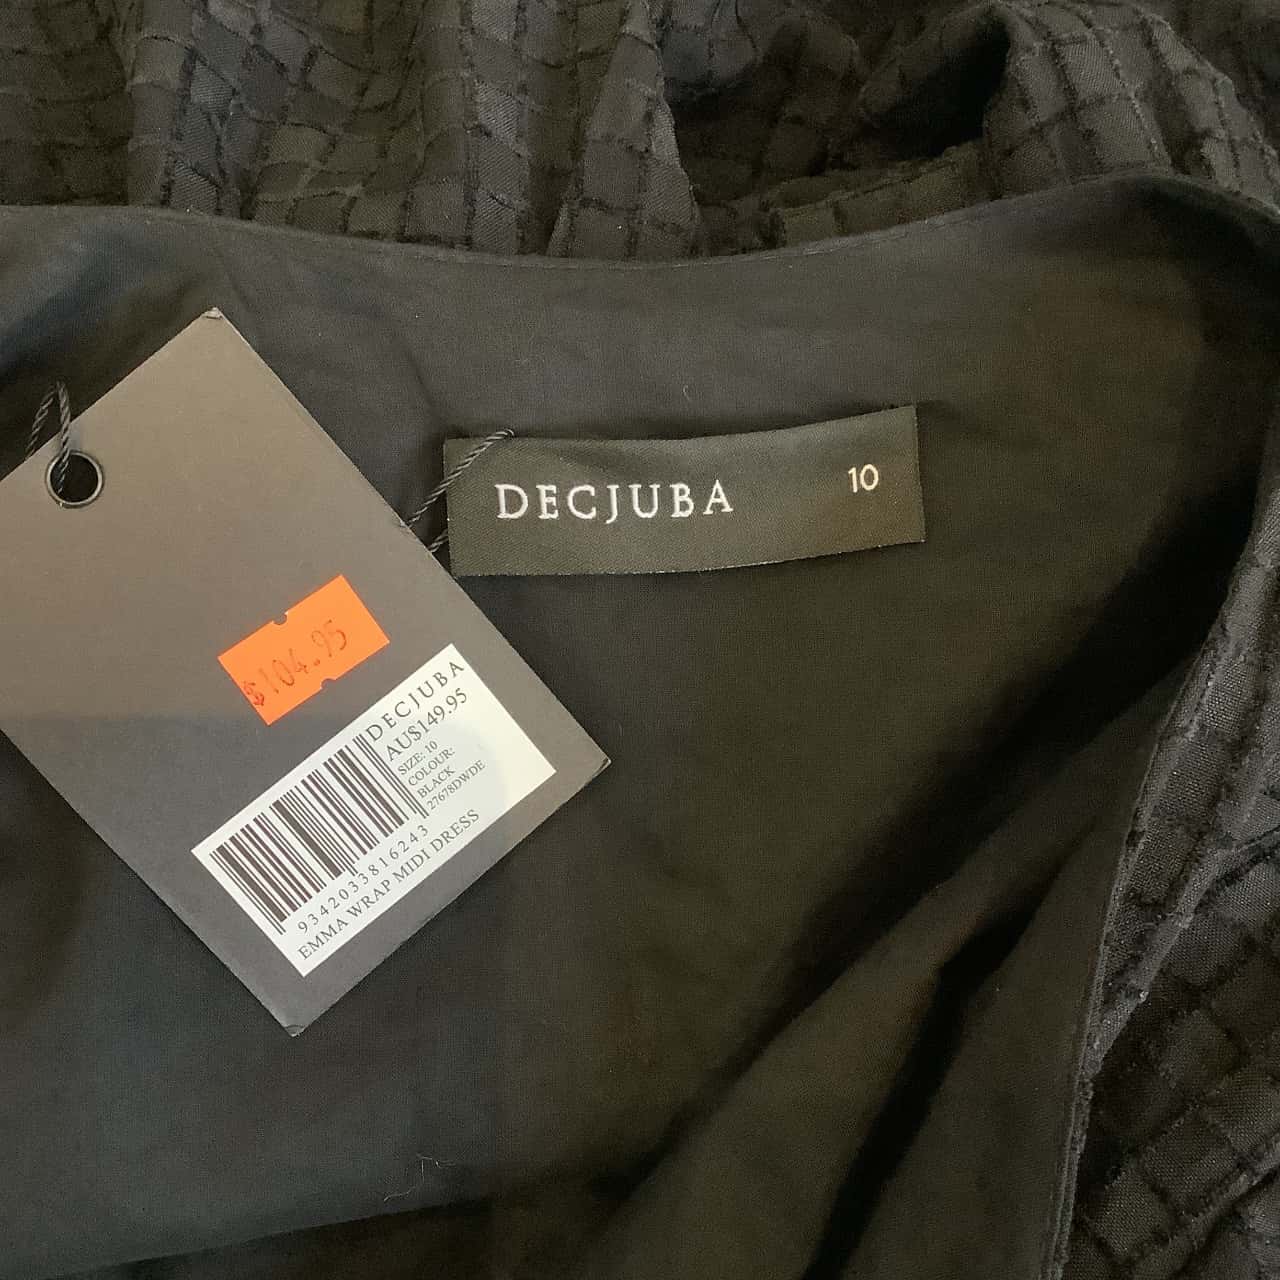 DECJUBA 10
$104.95
DECJUBA
AU$149.95
SIZE: 10
COLOUR:
BLACK
27678DWDE
9342033816243
EMMA WRAP MIDI DRESS